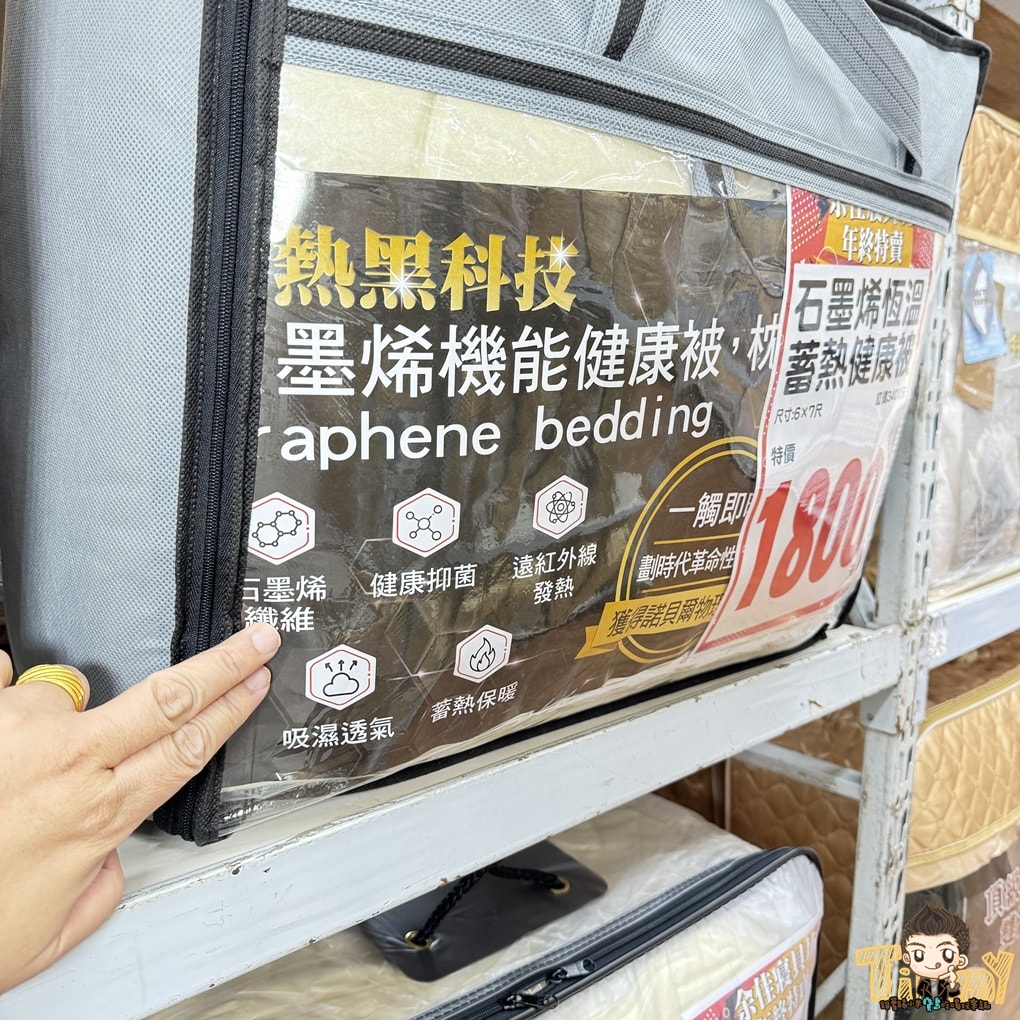 熱黑科技
墨烯機能健康被，枕
raphene bedding
石墨烯
纖維
健康抑菌
遠紅外線
發熱
吸濕透氣
蓄熱保暖
一觸即
劃時代革命性
獲得諾貝爾物理
年終特賣
石墨烯恆溫
蓄熱健康被
尺寸:6×7尺
特價
1800
TiNY